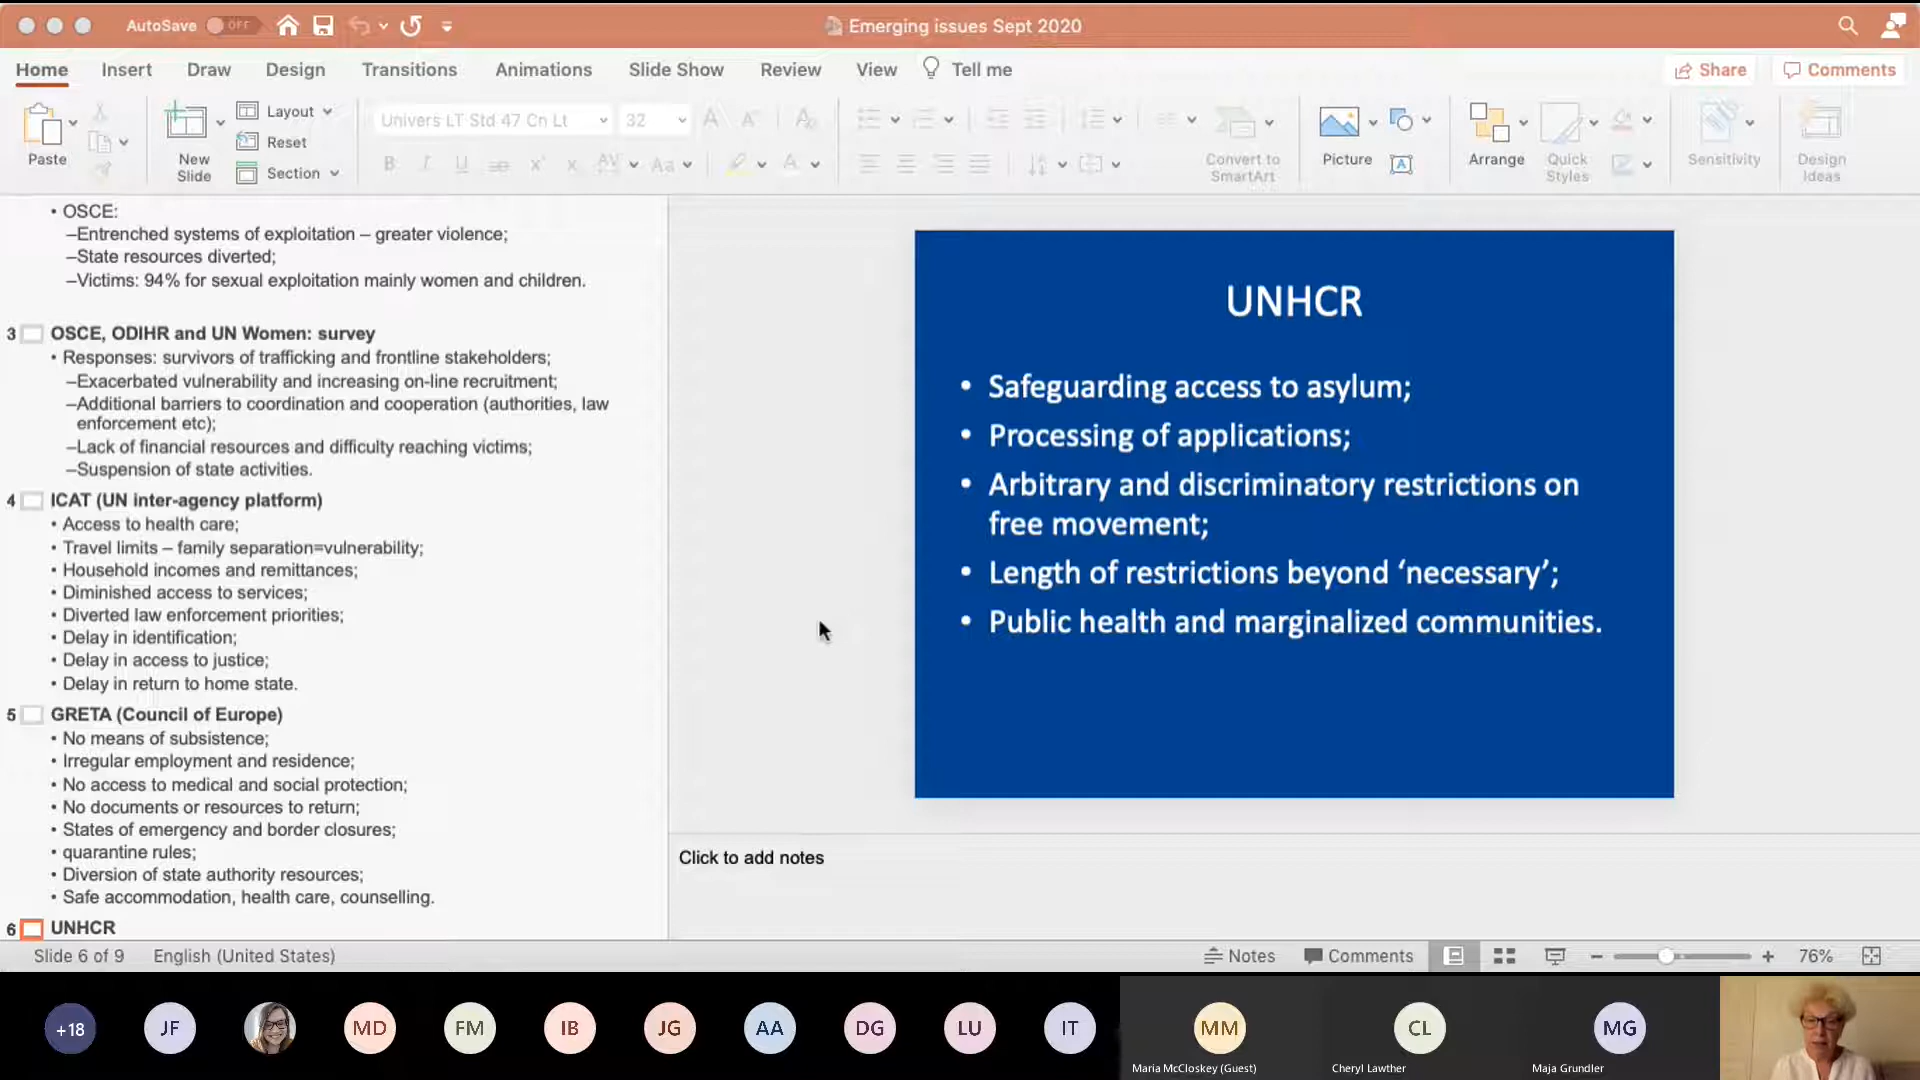 AutoSave OFF
Emerging issues Sept 2020
Home Insert Draw Design Transitions Animations Slide Show Review View Tell me Share Comments
Paste
New Slide
Layout
Reset
Section
Univers LT Std 47 Cn Lt 32
Convert to SmartArt
Picture
Arrange
Quick Styles
Sensitivity
Design Ideas
• OSCE:
–Entrenched systems of exploitation – greater violence;
–State resources diverted;
–Victims: 94% for sexual exploitation mainly women and children.
3 OSCE, ODIHR and UN Women: survey
• Responses: survivors of trafficking and frontline stakeholders;
–Exacerbated vulnerability and increasing on-line recruitment;
–Additional barriers to coordination and cooperation (authorities, law
enforcement etc);
–Lack of financial resources and difficulty reaching victims;
–Suspension of state activities.
4 ICAT (UN inter-agency platform)
• Access to health care;
• Travel limits – family separation=vulnerability;
• Household incomes and remittances;
• Diminished access to services;
• Diverted law enforcement priorities;
• Delay in identification;
• Delay in access to justice;
• Delay in return to home state.
5 GRETA (Council of Europe)
• No means of subsistence;
• Irregular employment and residence;
• No access to medical and social protection;
• No documents or resources to return;
• States of emergency and border closures;
• quarantine rules;
• Diversion of state authority resources;
• Safe accommodation, health care, counselling.
6 UNHCR
UNHCR
• Safeguarding access to asylum;
• Processing of applications;
• Arbitrary and discriminatory restrictions on
free movement;
• Length of restrictions beyond ‘necessary’;
• Public health and marginalized communities.
Click to add notes
Slide 6 of 9 English (United States) Notes Comments 76%
+18 JF MD FM IB JG AA DG LU IT MM CL MG
Maria McCloskey (Guest) Cheryl Lawther Maja Grundler